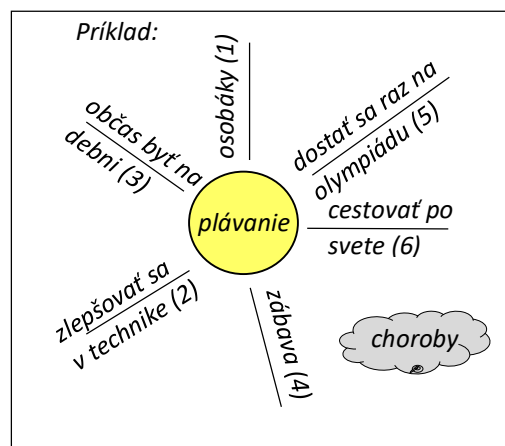 Príklad:
osobáky (1)
občas byť na
debni (3)
dostať sa raz na
olympiádu (5)
plávanie
cestovať po
svete (6)
zlepšovať sa
v technike (2)
zábava (4)
choroby